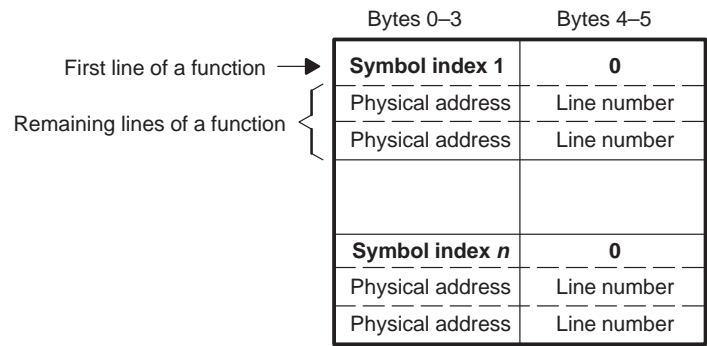 Bytes 0–3 Bytes 4–5
First line of a function Symbol index 1 0
Physical address Line number
Remaining lines of a function
Physical address Line number
Symbol index n 0
Physical address Line number
Physical address Line number